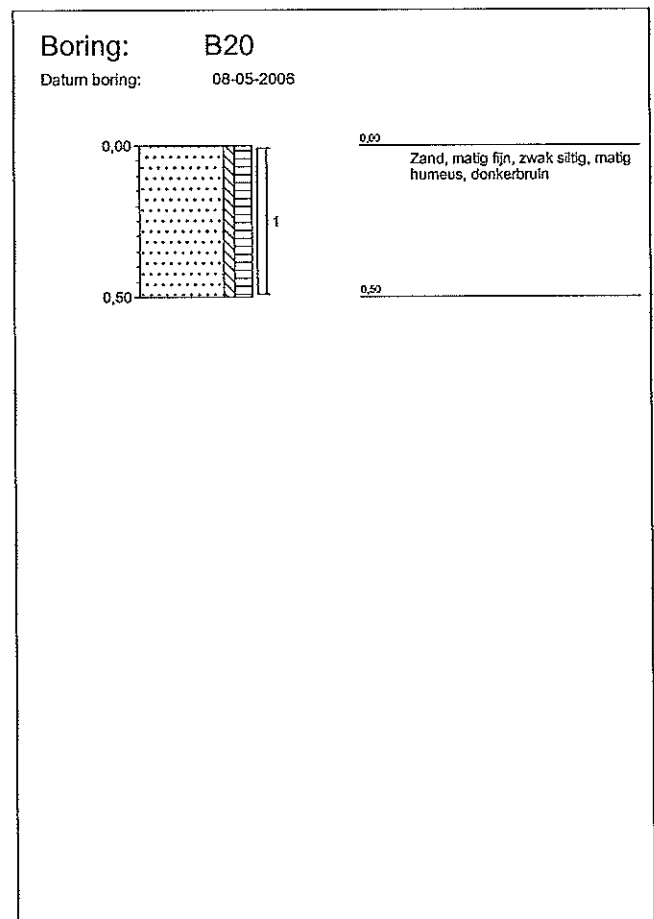 Boring: B20
Datum boring: 08-05-2006
0,00
0,00
Zand, matig fijn, zwak siltig, matig
humeus, donkerbruin
1
0,50
0,50